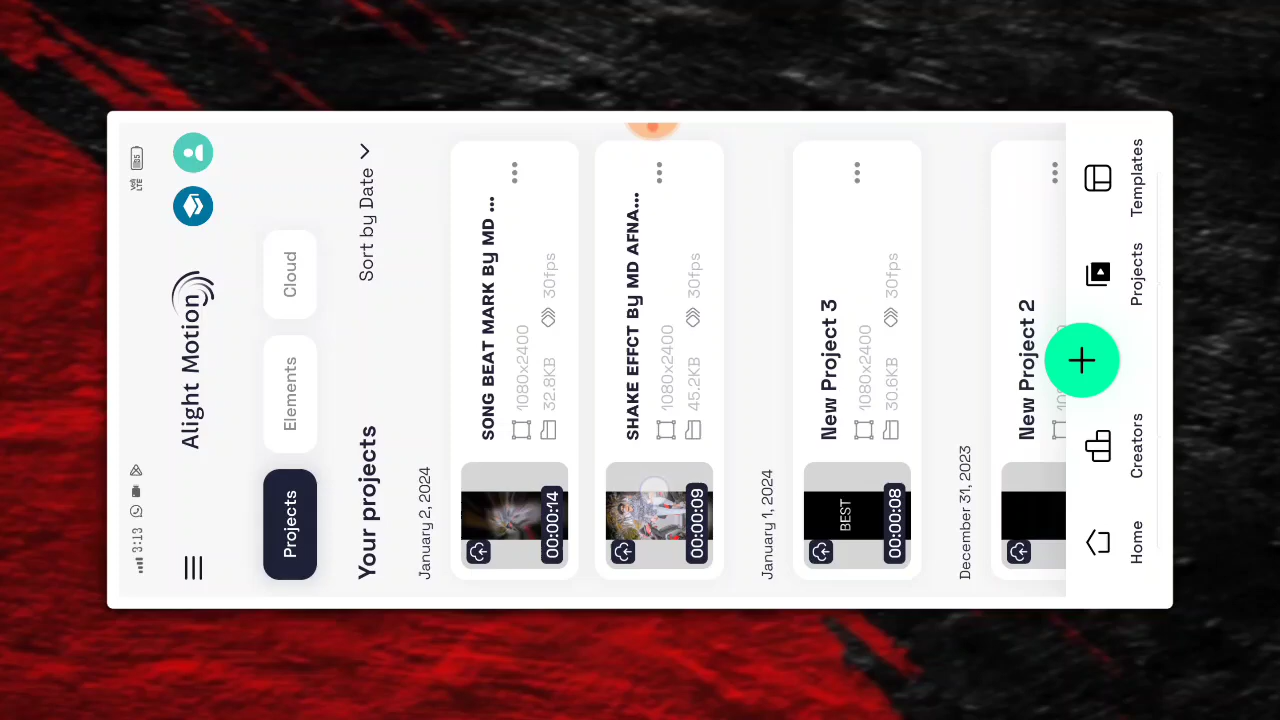 3:13
Vo)) LTE
35
Alight Motion
Projects
Elements
Cloud
Your projects
Sort by Date
January 2, 2024
SONG BEAT MARK By MD ...
1080x2400
32.8KB
30fps
00:00:14
SHAKE EFFCT By MD AFNA...
1080x2400
45.2KB
30fps
00:00:09
January 1, 2024
New Project 3
1080x2400
30.6KB
30fps
BEST
00:00:08
December 31, 2023
New Project 2
Home
Creators
Projects
Templates